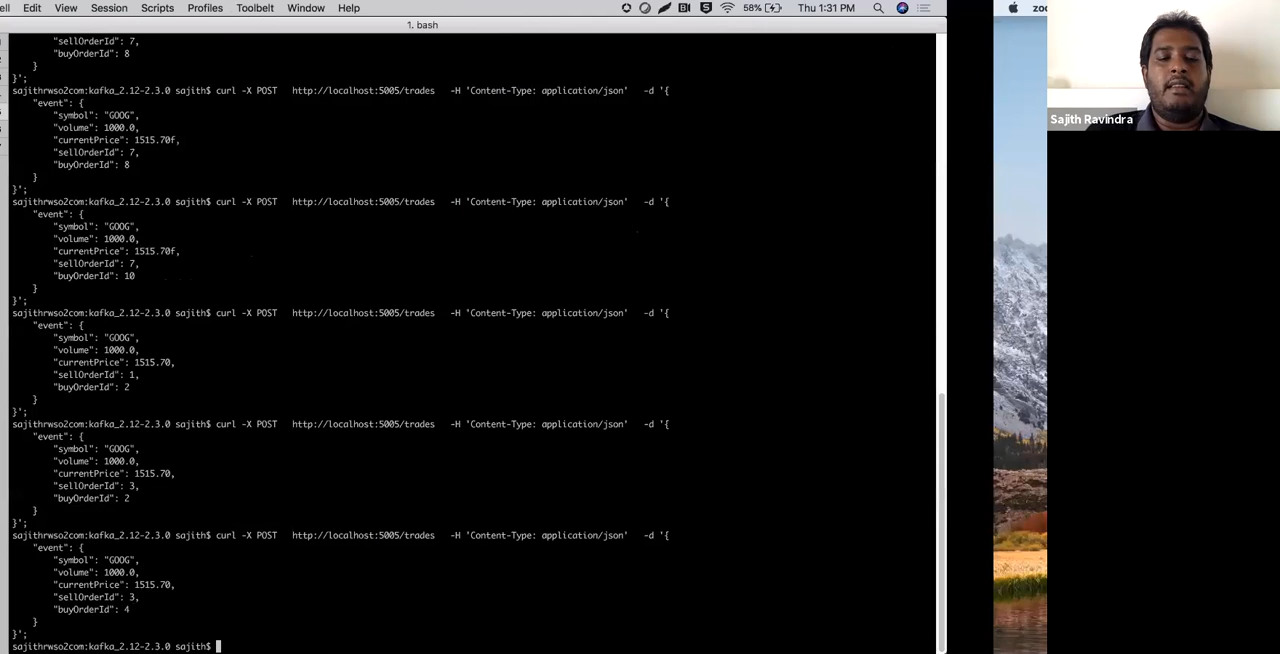 ell Edit View Session Scripts Profiles Toolbelt Window Help 58% Thu 1:31 PM
zoo
1. bash
"sellOrderId": 7,
"buyOrderId": 8
}
}';
sajithrwso2com:kafka_2.12-2.3.0 sajith$ curl -X POST http://localhost:5005/trades -H 'Content-Type: application/json' -d '{
"event": {
"symbol": "GOOG",
"volume": 1000.0,
"currentPrice": 1515.70f,
"sellOrderId": 7,
"buyOrderId": 8
}
}';
sajithrwso2com:kafka_2.12-2.3.0 sajith$ curl -X POST http://localhost:5005/trades -H 'Content-Type: application/json' -d '{
"event": {
"symbol": "GOOG",
"volume": 1000.0,
"currentPrice": 1515.70f,
"sellOrderId": 7,
"buyOrderId": 10
}
}';
sajithrwso2com:kafka_2.12-2.3.0 sajith$ curl -X POST http://localhost:5005/trades -H 'Content-Type: application/json' -d '{
"event": {
"symbol": "GOOG",
"volume": 1000.0,
"currentPrice": 1515.70,
"sellOrderId": 1,
"buyOrderId": 2
}
}';
sajithrwso2com:kafka_2.12-2.3.0 sajith$ curl -X POST http://localhost:5005/trades -H 'Content-Type: application/json' -d '{
"event": {
"symbol": "GOOG",
"volume": 1000.0,
"currentPrice": 1515.70,
"sellOrderId": 3,
"buyOrderId": 2
}
}';
sajithrwso2com:kafka_2.12-2.3.0 sajith$ curl -X POST http://localhost:5005/trades -H 'Content-Type: application/json' -d '{
"event": {
"symbol": "GOOG",
"volume": 1000.0,
"currentPrice": 1515.70,
"sellOrderId": 3,
"buyOrderId": 4
}
}';
sajithrwso2com:kafka_2.12-2.3.0 sajith$
Sajith Ravindra